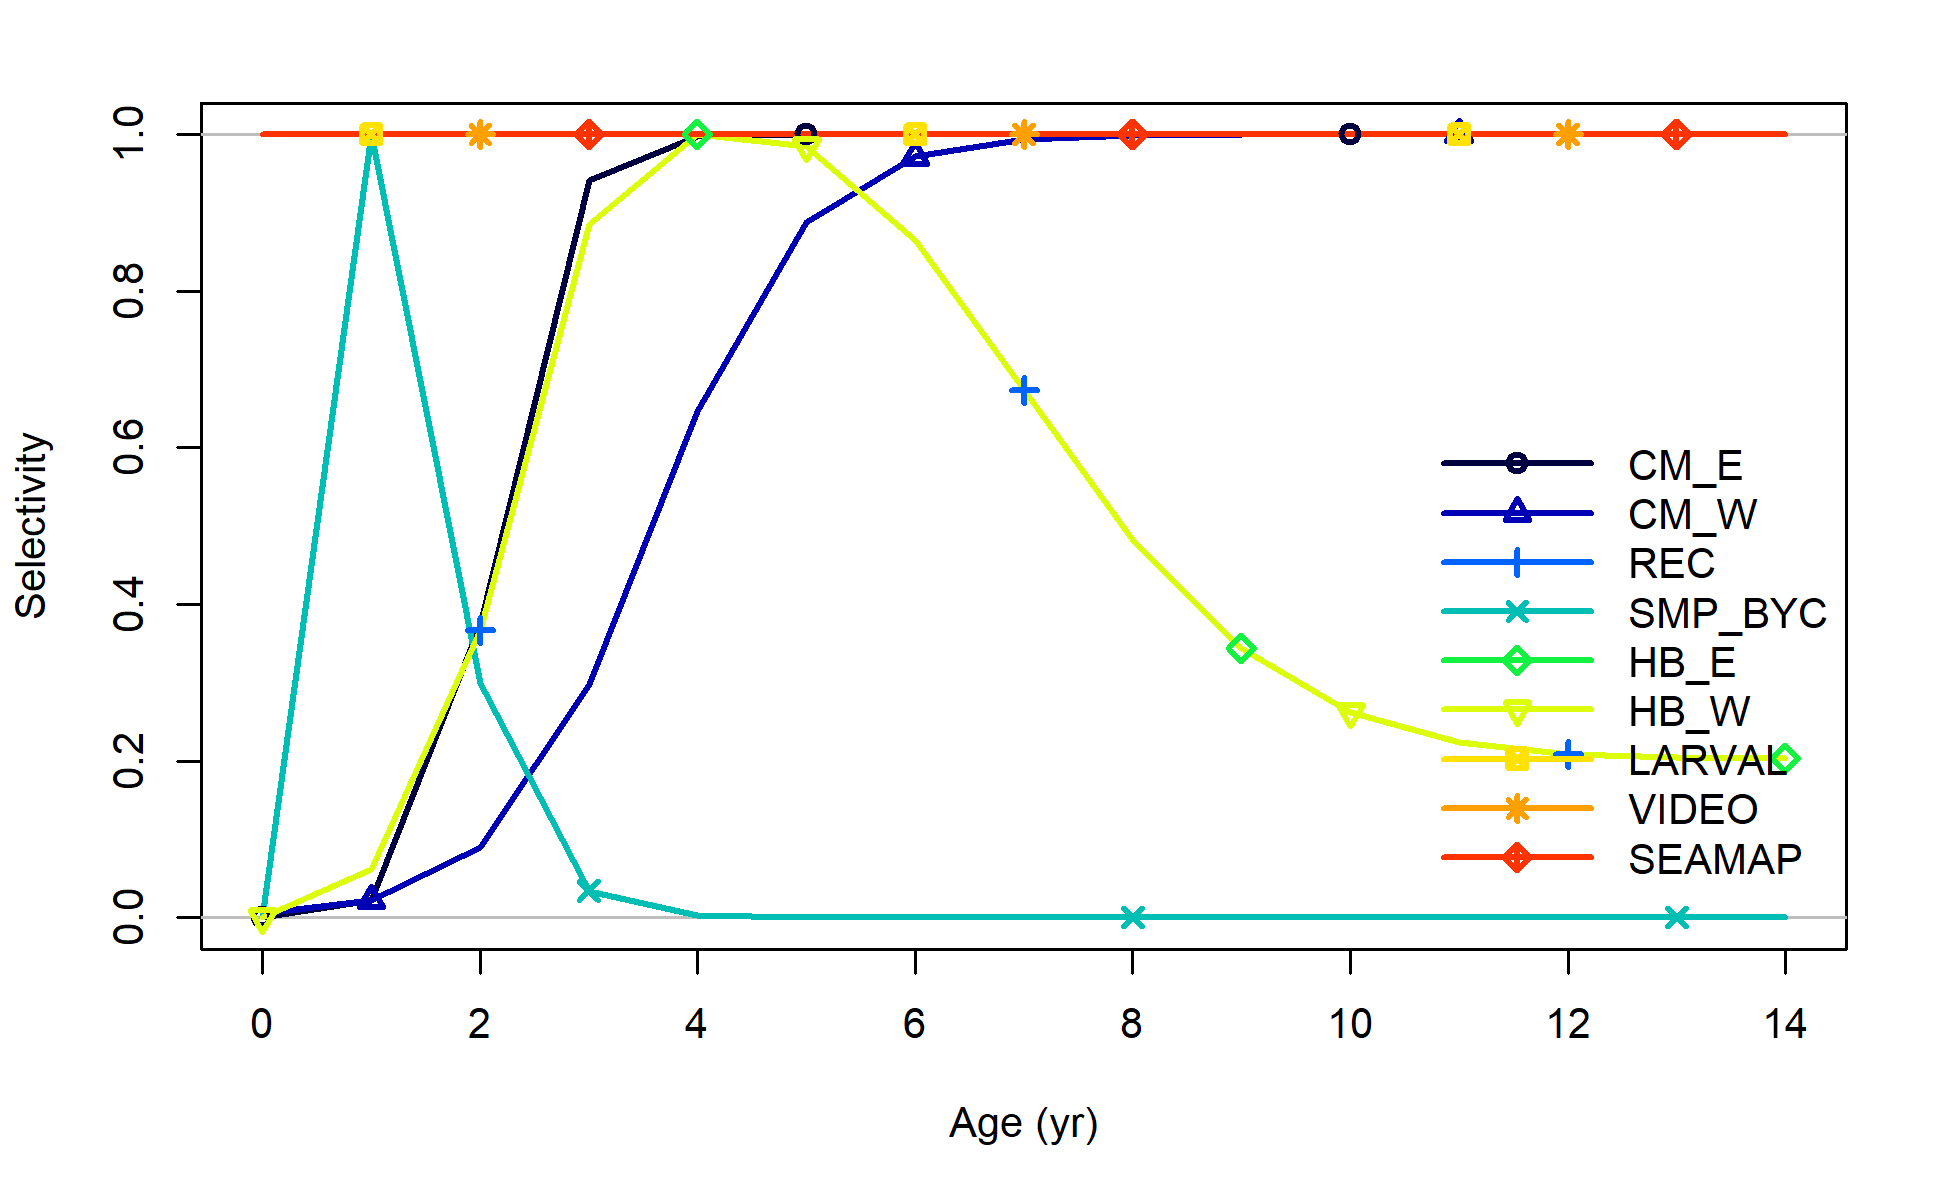 Selectivity
1.0
0.8
0.6
0.4
0.2
0.0
CM_E
CM_W
REC
SMP_BYC
HB_E
HB_W
LARVAL
VIDEO
SEAMAP
0 2 4 6 8 10 12 14
Age (yr)